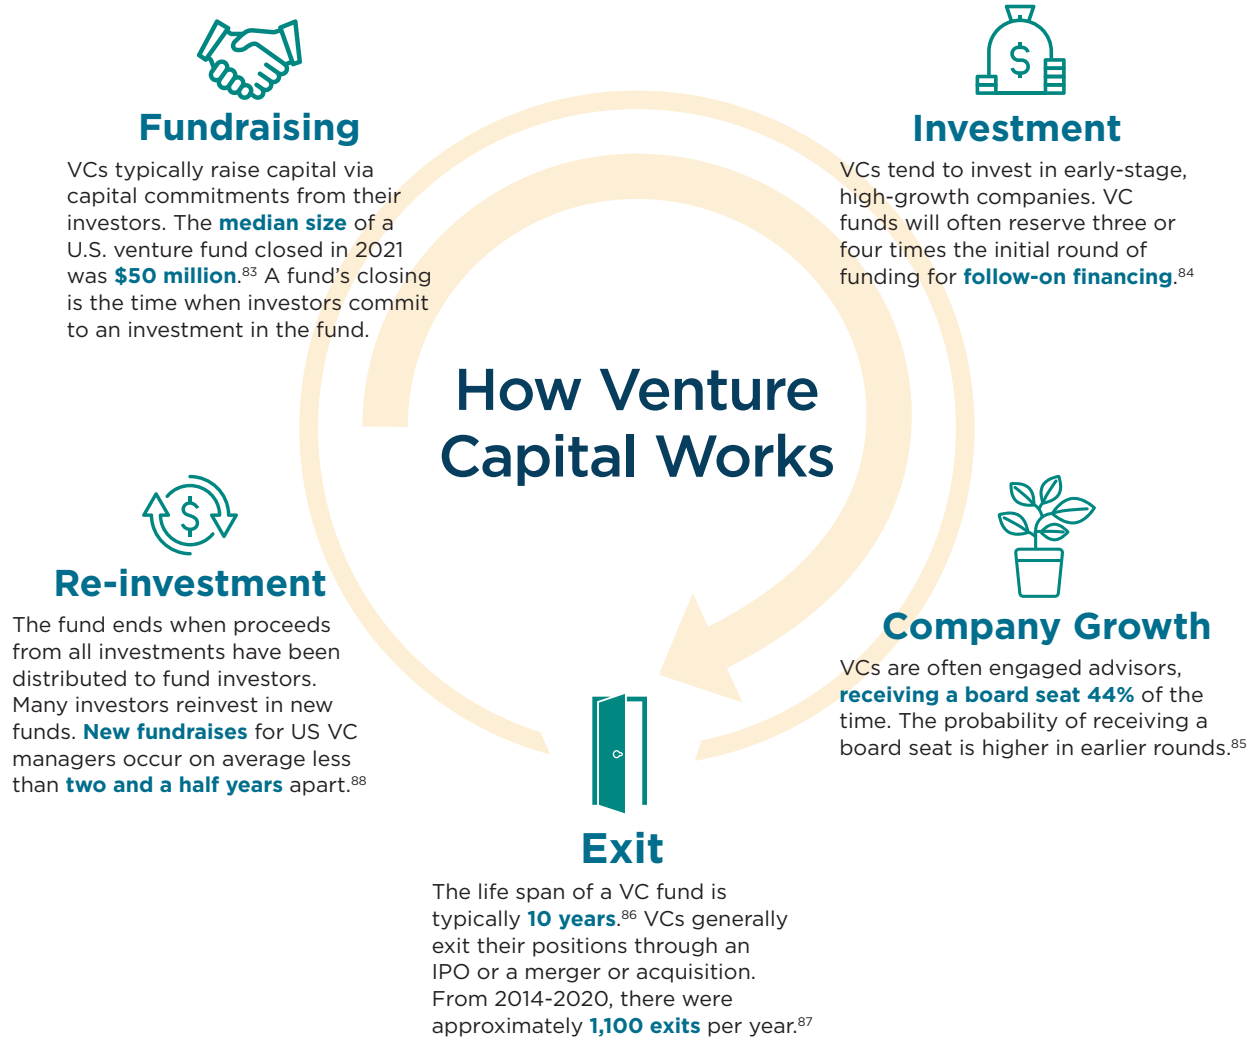 Fundraising
VCs typically raise capital via
capital commitments from their
investors. The median size of a
U.S. venture fund closed in 2021
was $50 million.83 A fund’s closing
is the time when investors commit
to an investment in the fund.
Investment
VCs tend to invest in early-stage,
high-growth companies. VC
funds will often reserve three or
four times the initial round of
funding for follow-on financing.84
How Venture
Capital Works
Company Growth
VCs are often engaged advisors,
receiving a board seat 44% of the
time. The probability of receiving a
board seat is higher in earlier rounds.85
Exit
The life span of a VC fund is
typically 10 years.86 VCs generally
exit their positions through an
IPO or a merger or acquisition.
From 2014-2020, there were
approximately 1,100 exits per year.87
Re-investment
The fund ends when proceeds
from all investments have been
distributed to fund investors.
Many investors reinvest in new
funds. New fundraises for US VC
managers occur on average less
than two and a half years apart.88
$
$